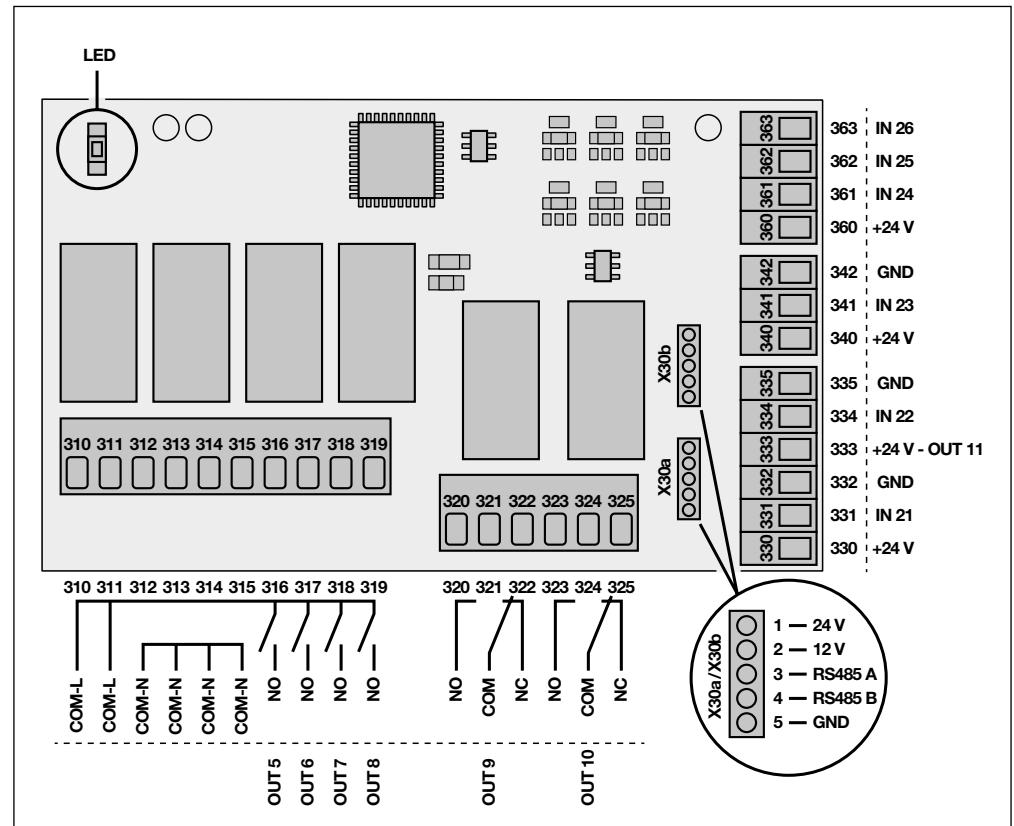 LED
363 363 IN 26
362 362 IN 25
361 361 IN 24
360 360 +24 V
342 342 GND
341 341 IN 23
340 340 +24 V
335 335 GND
334 334 IN 22
333 333 +24 V - OUT 11
332 332 GND
331 331 IN 21
330 330 +24 V
X30b
X30a
310 311 312 313 314 315 316 317 318 319
320 321 322 323 324 325
310 311 312 313 314 315 316 317 318 319
320 321 322 323 324 325
COM-L COM-L COM-N COM-N COM-N COM-N NO NO NO NO
NO COM NC NO COM NC
OUT 5 OUT 6 OUT 7 OUT 8 OUT 9 OUT 10
X30a/X30b
1 — 24 V
2 — 12 V
3 — RS485 A
4 — RS485 B
5 — GND